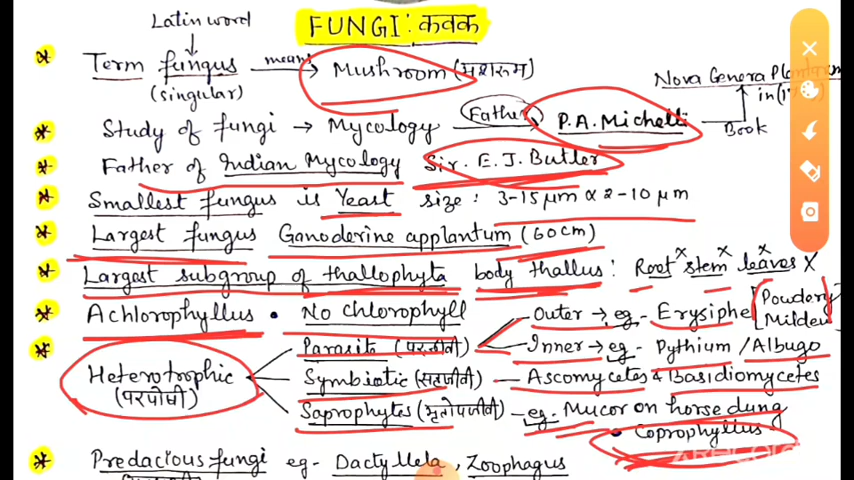 Latin word
FUNGI: कवक
Term fungus means Mushroom (मशरूम)
(singular)
Nova Genera
in
Study of fungi → Mycology Father P.A. Micheli Book
Father of Indian Mycology Sir. E.J. Butler
Smallest fungus is Yeast size: 3-15μm × 2-10 μm
Largest fungus Ganoderine applantum (60cm)
Largest subgroup of thallophyta body thallus: Root x stem x leaves x X
Achlorophyllus • No chlorophyll
Outer → eg - Erysiphe [Powdery
Mildew
Parasite (परजीवी)
Inner → eg - Pythium / Albugo
Heterotrophic
(परपोषी)
Symbiotic (सहजीवी) - Ascomycetes & Basidiomycetes
Saprophytes (मृतोपजीवी) - eg. Mucor on horse dung
• Coprophyllus
Predacious fungi eg- Dactyllela, Zoophagus